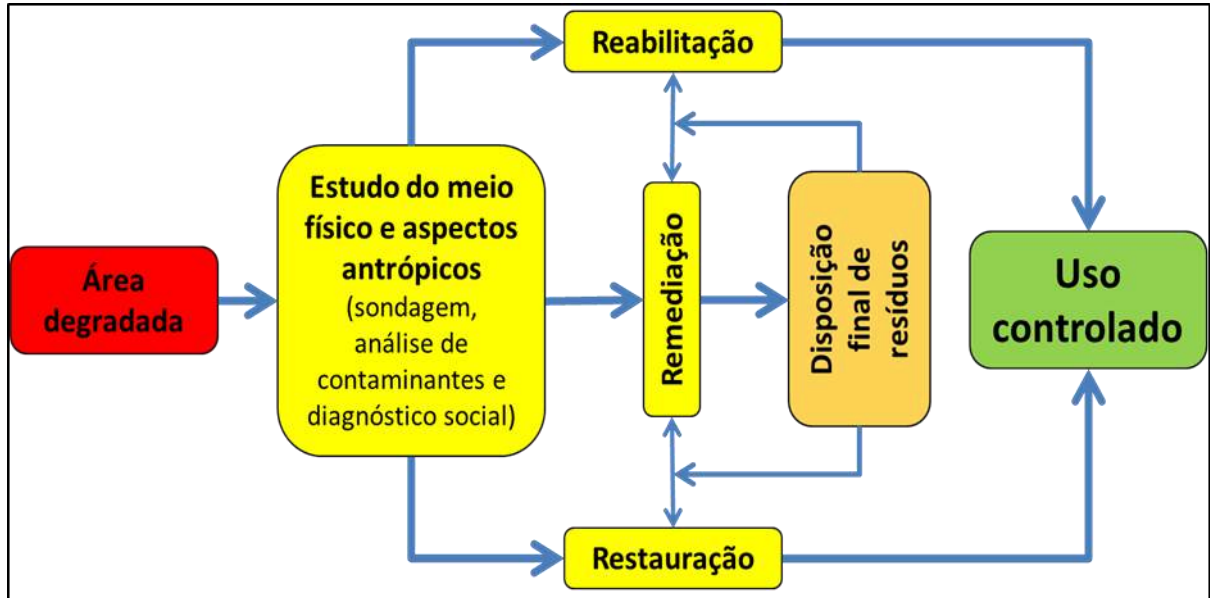 Área
degradada
Estudo do meio
físico e aspectos
antrópicos
(sondagem,
análise de
contaminantes e
diagnóstico social)
Reabilitação
Remediação
Restauração
Disposição
final de
resíduos
Uso
controlado